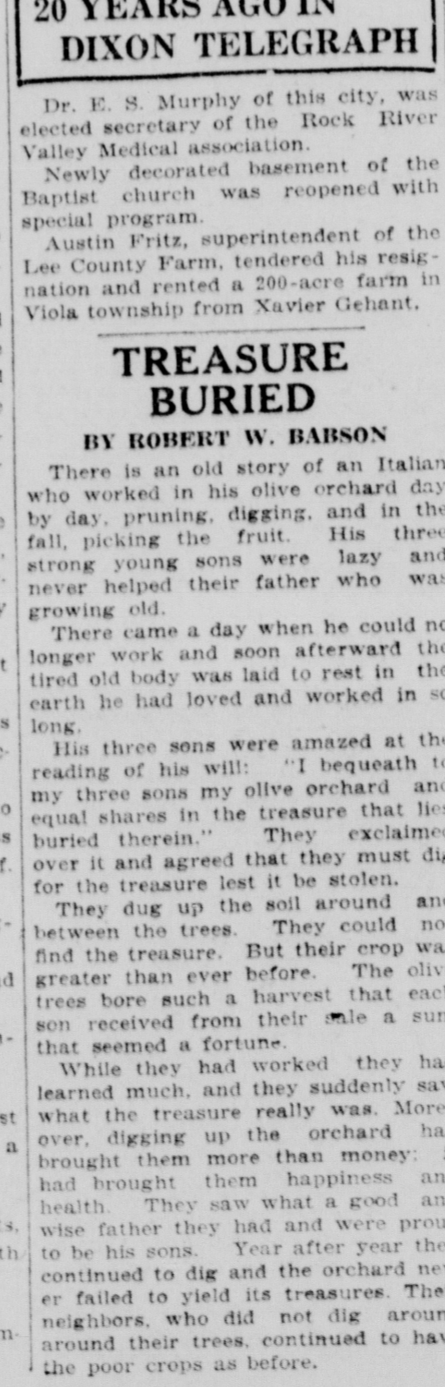 20 YEARS AGO IN
DIXON TELEGRAPH
Dr. E. S. Murphy of this city, was
elected secretary of the Rock River
Valley Medical association.
Newly decorated basement of the
Baptist church was reopened with
special program.
Austin Fritz, superintendent of the
Lee County Farm, tendered his resig-
nation and rented a 200-acre farm in
Viola township from Xavier Gehant.
TREASURE
BURIED
BY ROBERT W. BABSON
There is an old story of an Italian
who worked in his olive orchard day
by day, pruning, digging, and in the
fall, picking the fruit. His three
strong young sons were lazy and
never helped their father who was
growing old.
There came a day when he could no
longer work and soon afterward the
tired old body was laid to rest in the
earth he had loved and worked in so
long.
His three sons were amazed at the
reading of his will: "I bequeath to
my three sons my olive orchard and
equal shares in the treasure that lies
buried therein." They exclaimed
over it and agreed that they must dig
for the treasure lest it be stolen.
They dug up the soil around an
between the trees. They could no
find the treasure. But their crop wa
greater than ever before. The oliv
trees bore such a harvest that eac
son received from their sale a sum
that seemed a fortune.
While they had worked they ha
learned much, and they suddenly sa
what the treasure really was. More
over, digging up the orchard ha
brought them more than money:
had brought them happiness an
health. They saw what a good an
wise father they had and were prou
to be his sons. Year after year the
continued to dig and the orchard ne
er failed to yield its treasures. The
neighbors, who did not dig aroun
around their trees, continued to hav
the poor crops as before.